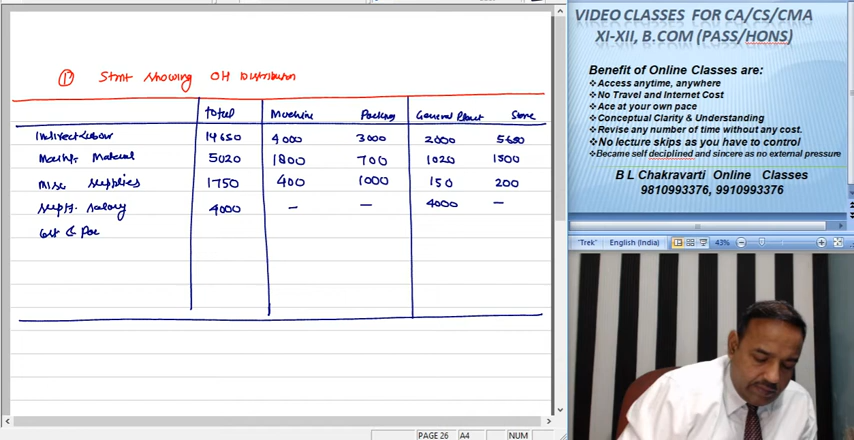 ① Stmt showing OH Distribution
Total Machine Packing General Plant Store
Indirect Labour 14650 4000 3000 2000 5650
Maint. Material 5020 1800 700 1020 1500
Misc Supplies 1750 400 1000 150 200
Supt. Salary 4000 — — 4000 —
PAGE 26 A4 NUM
VIDEO CLASSES FOR CA/CS/CMA
XI-XII, B.COM (PASS/HONS)
Benefit of Online Classes are:
❖Access anytime, anywhere
❖No Travel and Internet Cost
❖Ace at your own pace
❖Conceptual Clarity & Understanding
❖Revise any number of time without any cost.
❖No lecture skips as you have to control
❖Became self deciplined and sincere as no external pressure
B L Chakravarti Online Classes
9810993376, 9910993376
"Trek" English (India) 43%